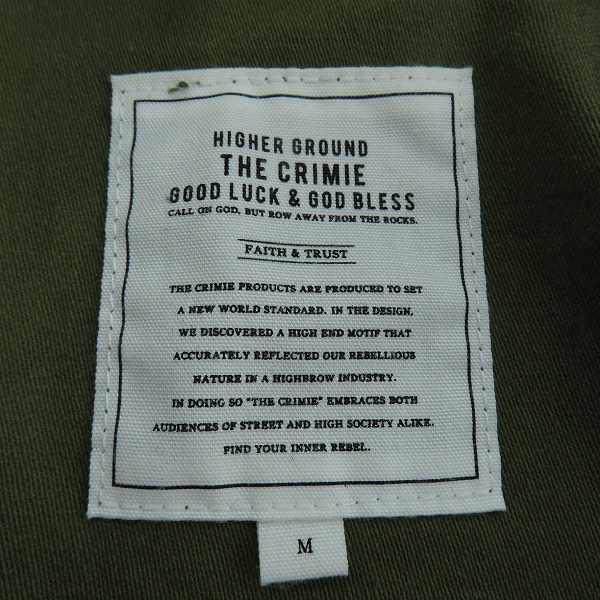 HIGHER GROUND
THE CRIMIE
GOOD LUCK & GOD BLESS
CALL ON GOD, BUT ROW AWAY FROM THE ROCKS.
FAITH & TRUST
THE CRIMIE PRODUCTS ARE PRODUCED TO SET
A NEW WORLD STANDARD. IN THE DESIGN,
WE DISCOVERED A HIGH END MOTIF THAT
ACCURATELY REFLECTED OUR REBELLIOUS
NATURE IN A HIGHBROW INDUSTRY.
IN DOING SO "THE CRIMIE" EMBRACES BOTH
AUDIENCES OF STREET AND HIGH SOCIETY ALIKE.
FIND YOUR INNER REBEL.
M